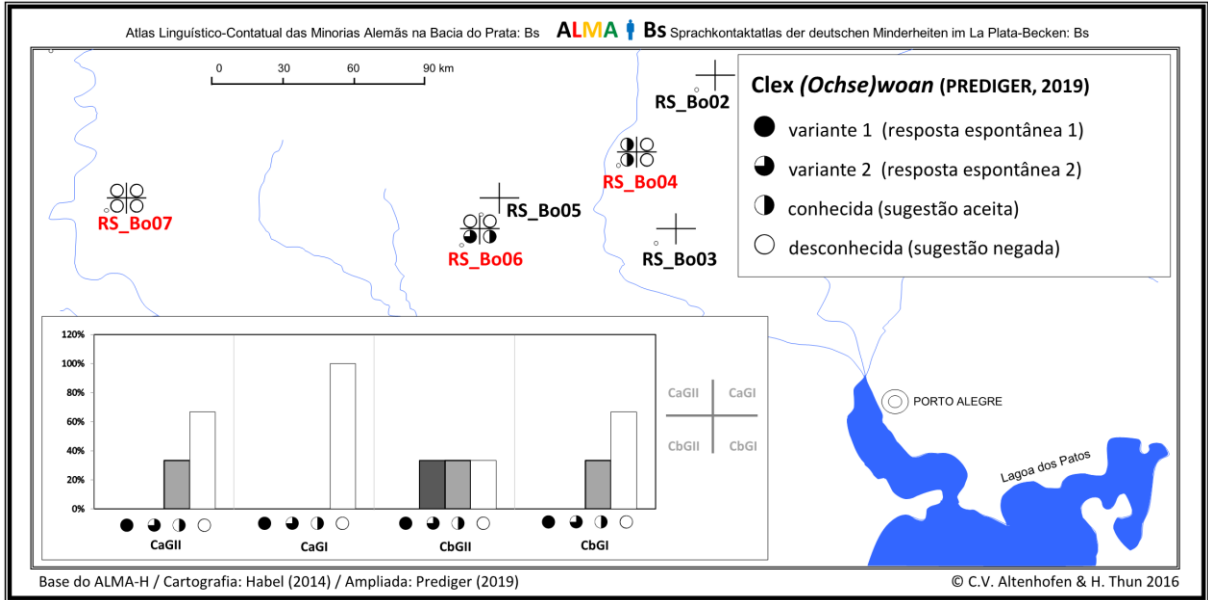 Atlas Linguístico-Contatual das Minorias Alemãs na Bacia do Prata: Bs ALMA Bs Sprachkontaktatlas der deutschen Minderheiten im La Plata-Becken: Bs
0 30 60 90 km
Clex (Ochse)woan (PREDIGER, 2019)
variante 1 (resposta espontânea 1)
variante 2 (resposta espontânea 2)
conhecida (sugestão aceita)
desconhecida (sugestão negada)
RS_Bo02
RS_Bo04
RS_Bo07
RS_Bo05
RS_Bo06
RS_Bo03
120%
100%
80%
60%
40%
20%
0%
CaGII CaGI CbGII CbGI
CaGII CaGI
CbGII CbGI
PORTO ALEGRE
Lagoa dos Patos
Base do ALMA-H / Cartografia: Habel (2014) / Ampliada: Prediger (2019)
© C.V. Altenhofen & H. Thun 2016